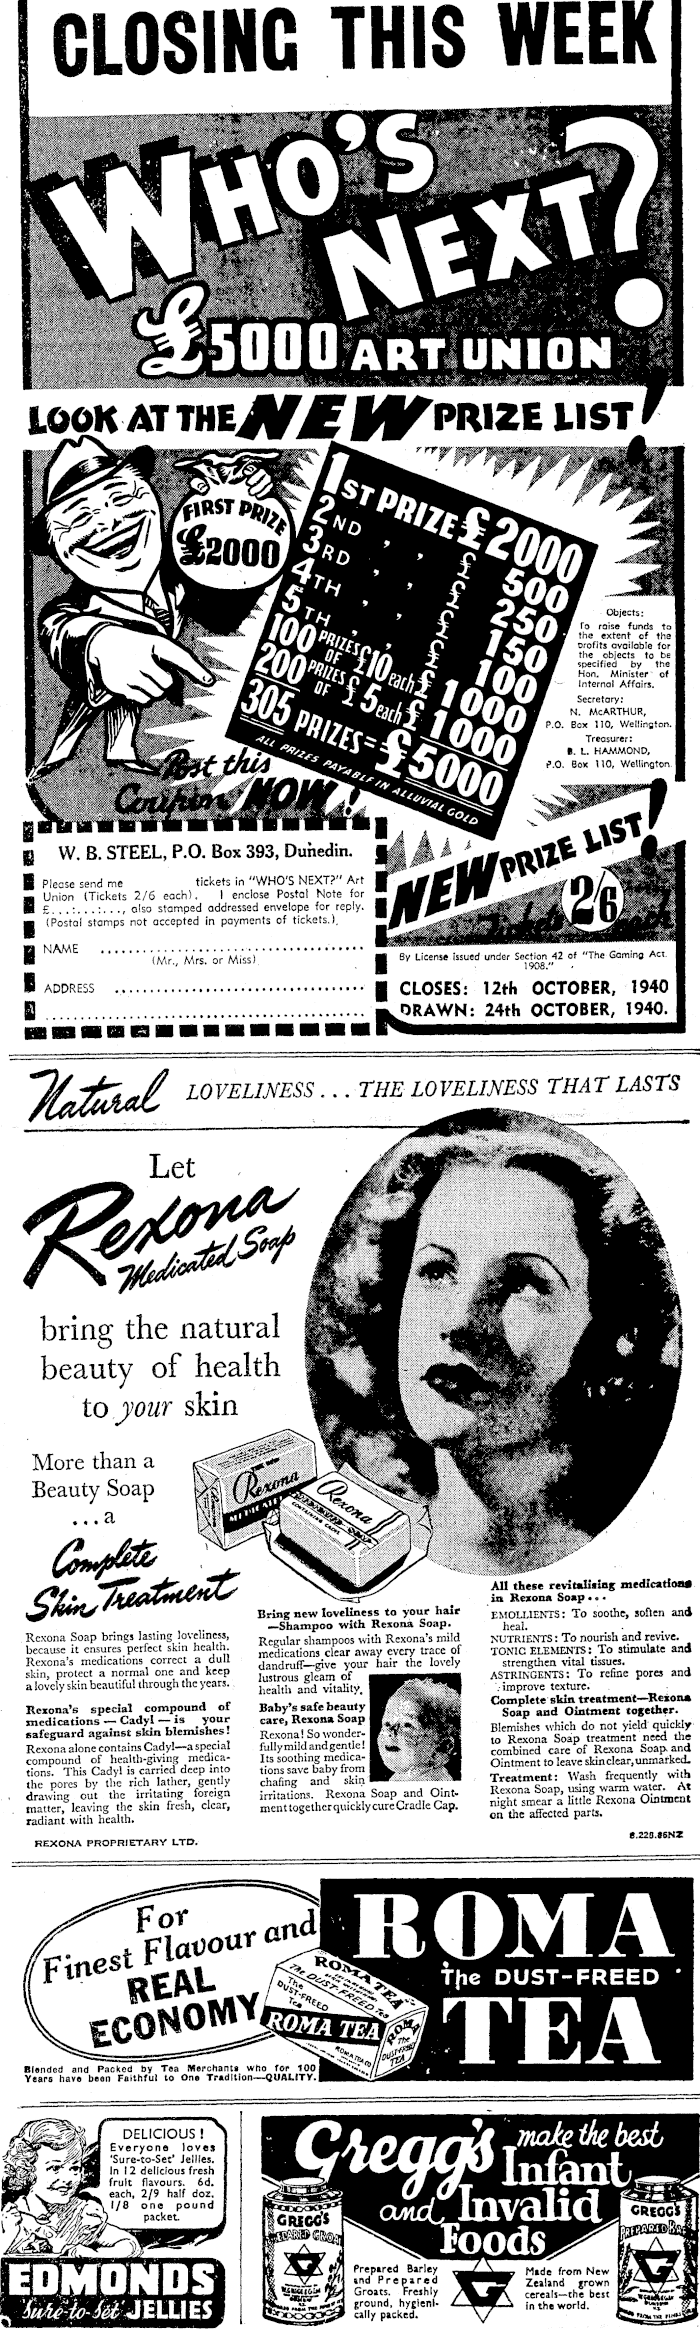 CLOSING THIS WEEK
WHO'S
NEXT?
£5000 ART UNION
LOOK AT THE NEW PRIZE LIST!
FIRST PRIZE
£2000
1ST PRIZE £2000
2ND , , £ 500
3RD , , £ 250
4TH , , £ 150
5TH , , £ 100
100 PRIZES OF £10 each £1000
200 PRIZES OF £5 each £1000
305 PRIZES = £5000
ALL PRIZES PAYABLE IN ALLUVIAL GOLD
Objects:
To raise funds to
the extent of the
profits available for
the objects to be
specified by the
Hon. Minister of
Internal Affairs.
Secretary:
N. McARTHUR,
P.O. Box 110, Wellington.
Treasurer:
B. L. HAMMOND,
P.O. Box 110, Wellington.
Post this
Coupon NOW!
W. B. STEEL, P.O. Box 393, Dunedin.
Please send me tickets in "WHO'S NEXT?" Art
Union (Tickets 2/6 each). I enclose Postal Note for
£...:...:..., also stamped addressed envelope for reply.
(Postal stamps not accepted in payments of tickets.)
NAME ........................................
(Mr., Mrs. or Miss)
ADDRESS ........................................
NEW PRIZE LIST!
Tickets 2/6 each
By License issued under Section 42 of "The Gaming Act.
1908."
CLOSES: 12th OCTOBER, 1940
DRAWN: 24th OCTOBER, 1940.
Natural LOVELINESS... THE LOVELINESS THAT LASTS
Let
Rexona
Medicated Soap
bring the natural
beauty of health
to your skin
More than a
Beauty Soap
...a
Complete
Skin Treatment
Rexona
Rexona
Rexona Soap brings lasting loveliness,
because it ensures perfect skin health.
Rexona's medications correct a dull
skin, protect a normal one and keep
a lovely skin beautiful through the years.
Rexona's special compound of
medications — Cadyl — is your
safeguard against skin blemishes!
Rexona alone contains Cadyl—a special
compound of health-giving medica-
tions. This Cadyl is carried deep into
the pores by the rich lather, gently
drawing out the irritating foreign
matter, leaving the skin fresh, clear,
radiant with health.
REXONA PROPRIETARY LTD.
Bring new loveliness to your hair
—Shampoo with Rexona Soap.
Regular shampoos with Rexona's mild
medications clear away every trace of
dandruff—give your hair the lovely
lustrous gleam of
health and vitality.
Baby's safe beauty
care, Rexona Soap
Rexona! So wonder-
fully mild and gentle!
Its soothing medica-
tions save baby from
chafing and skin
irritations. Rexona Soap and Oint-
ment together quickly cure Cradle Cap.
All these revitalising medications
in Rexona Soap...
EMOLLIENTS: To soothe, soften and
heal.
NUTRIENTS: To nourish and revive.
TONIC ELEMENTS: To stimulate and
strengthen vital tissues.
ASTRINGENTS: To refine pores and
improve texture.
Complete skin treatment—Rexona
Soap and Ointment together.
Blemishes which do not yield quickly
to Rexona Soap treatment need the
combined care of Rexona Soap and
Ointment to leave skin clear, unmarked.
Treatment: Wash frequently with
Rexona Soap, using warm water. At
night smear a little Rexona Ointment
on the affected parts.
For
Finest Flavour and
REAL
ECONOMY
ROMA
The DUST-FREED
TEA
ROMA TEA
The DUST FREED Tea
The
DUST-FREED
Tea
ROMA TEA
ROMA
The
DUST-FREED
TEA
Blended and Packed by Tea Merchants who for 100
Years have been Faithful to One Tradition—QUALITY.
DELICIOUS!
Everyone loves
'Sure-to-Set' Jellies.
In 12 delicious fresh
fruit flavours. 6d.
each, 2/9 half doz.
1/8 one pound
packet.
EDMONDS
'Sure-to-Set' JELLIES
Gregg's make the best
Infant
and Invalid
Foods
GREGG'S
GREGG'S
Prepared Barley
and Prepared
Groats. Freshly
ground, hygieni-
cally packed.
G
Made from New
Zealand grown
cereals—the best
in the world.